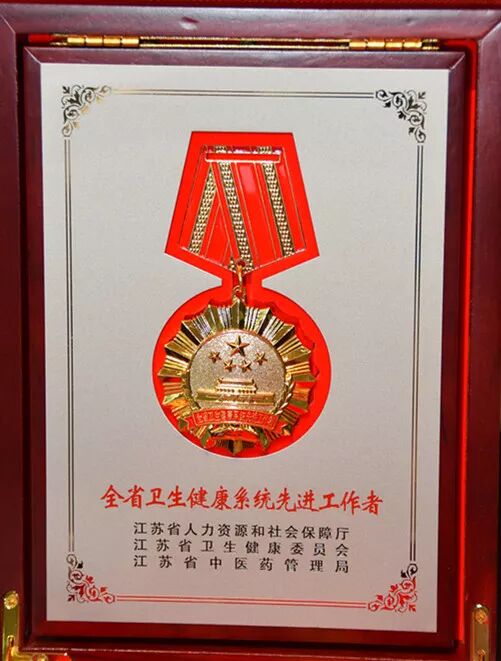 全省卫生健康系统先进工作者
江苏省人力资源和社会保障厅
江苏省卫生健康委员会
江苏省中医药管理局